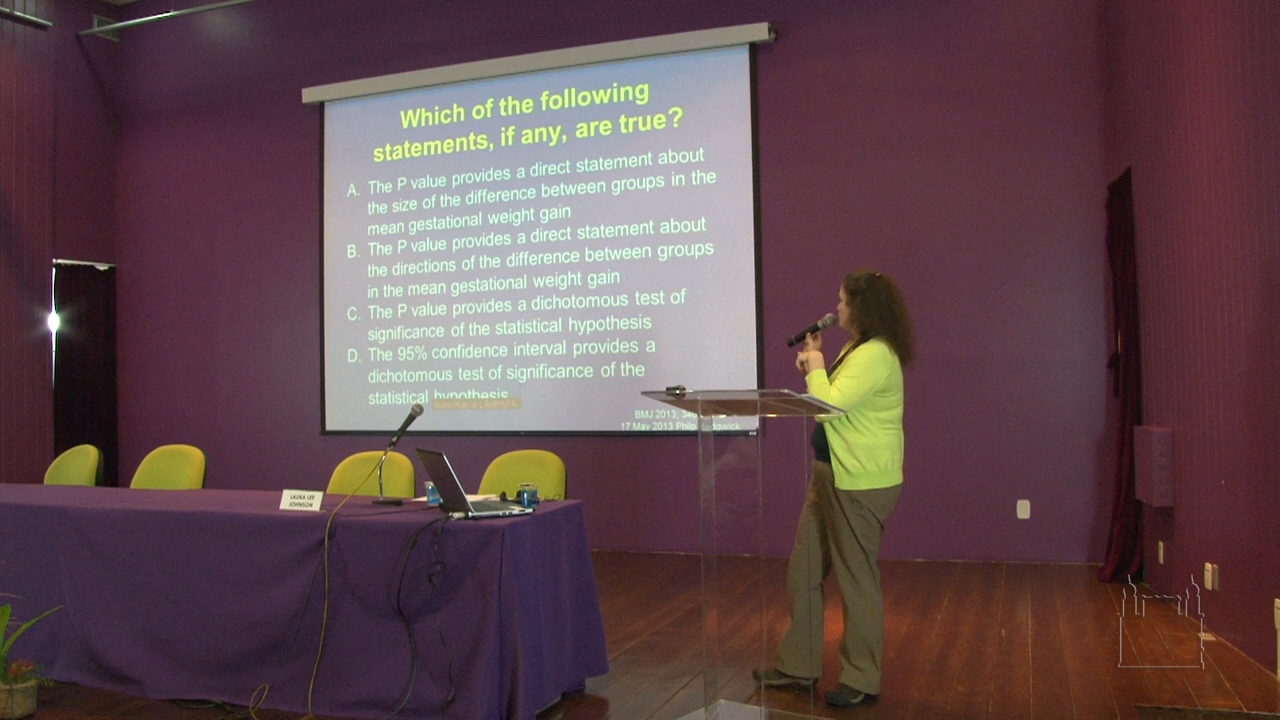 Which of the following
statements, if any, are true?
A. The P value provides a direct statement about
the size of the difference between groups in the
mean gestational weight gain
B. The P value provides a direct statement about
the directions of the difference between groups
in the mean gestational weight gain
C. The P value provides a dichotomous test of
significance of the statistical hypothesis
D. The 95% confidence interval provides a
dichotomous test of significance of the
statistical hypothesis
BMJ 2013;
17 May 2013 Philip Sedgwick
LAURA LEE
JOHNSON